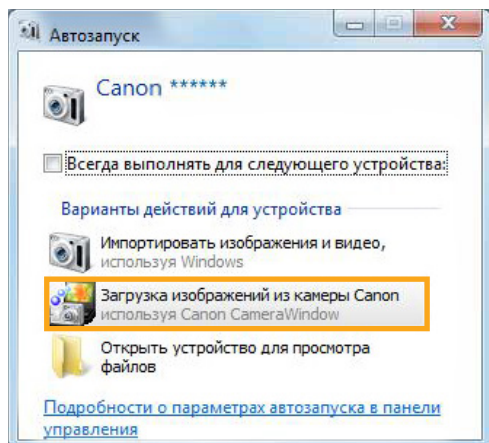 Автозапуск
Canon ******
Всегда выполнять для следующего устройства:
Варианты действий для устройства
Импортировать изображения и видео,
используя Windows
Загрузка изображений из камеры Canon
используя Canon CameraWindow
Открыть устройство для просмотра
файлов
Подробности о параметрах автозапуска в панели
управления